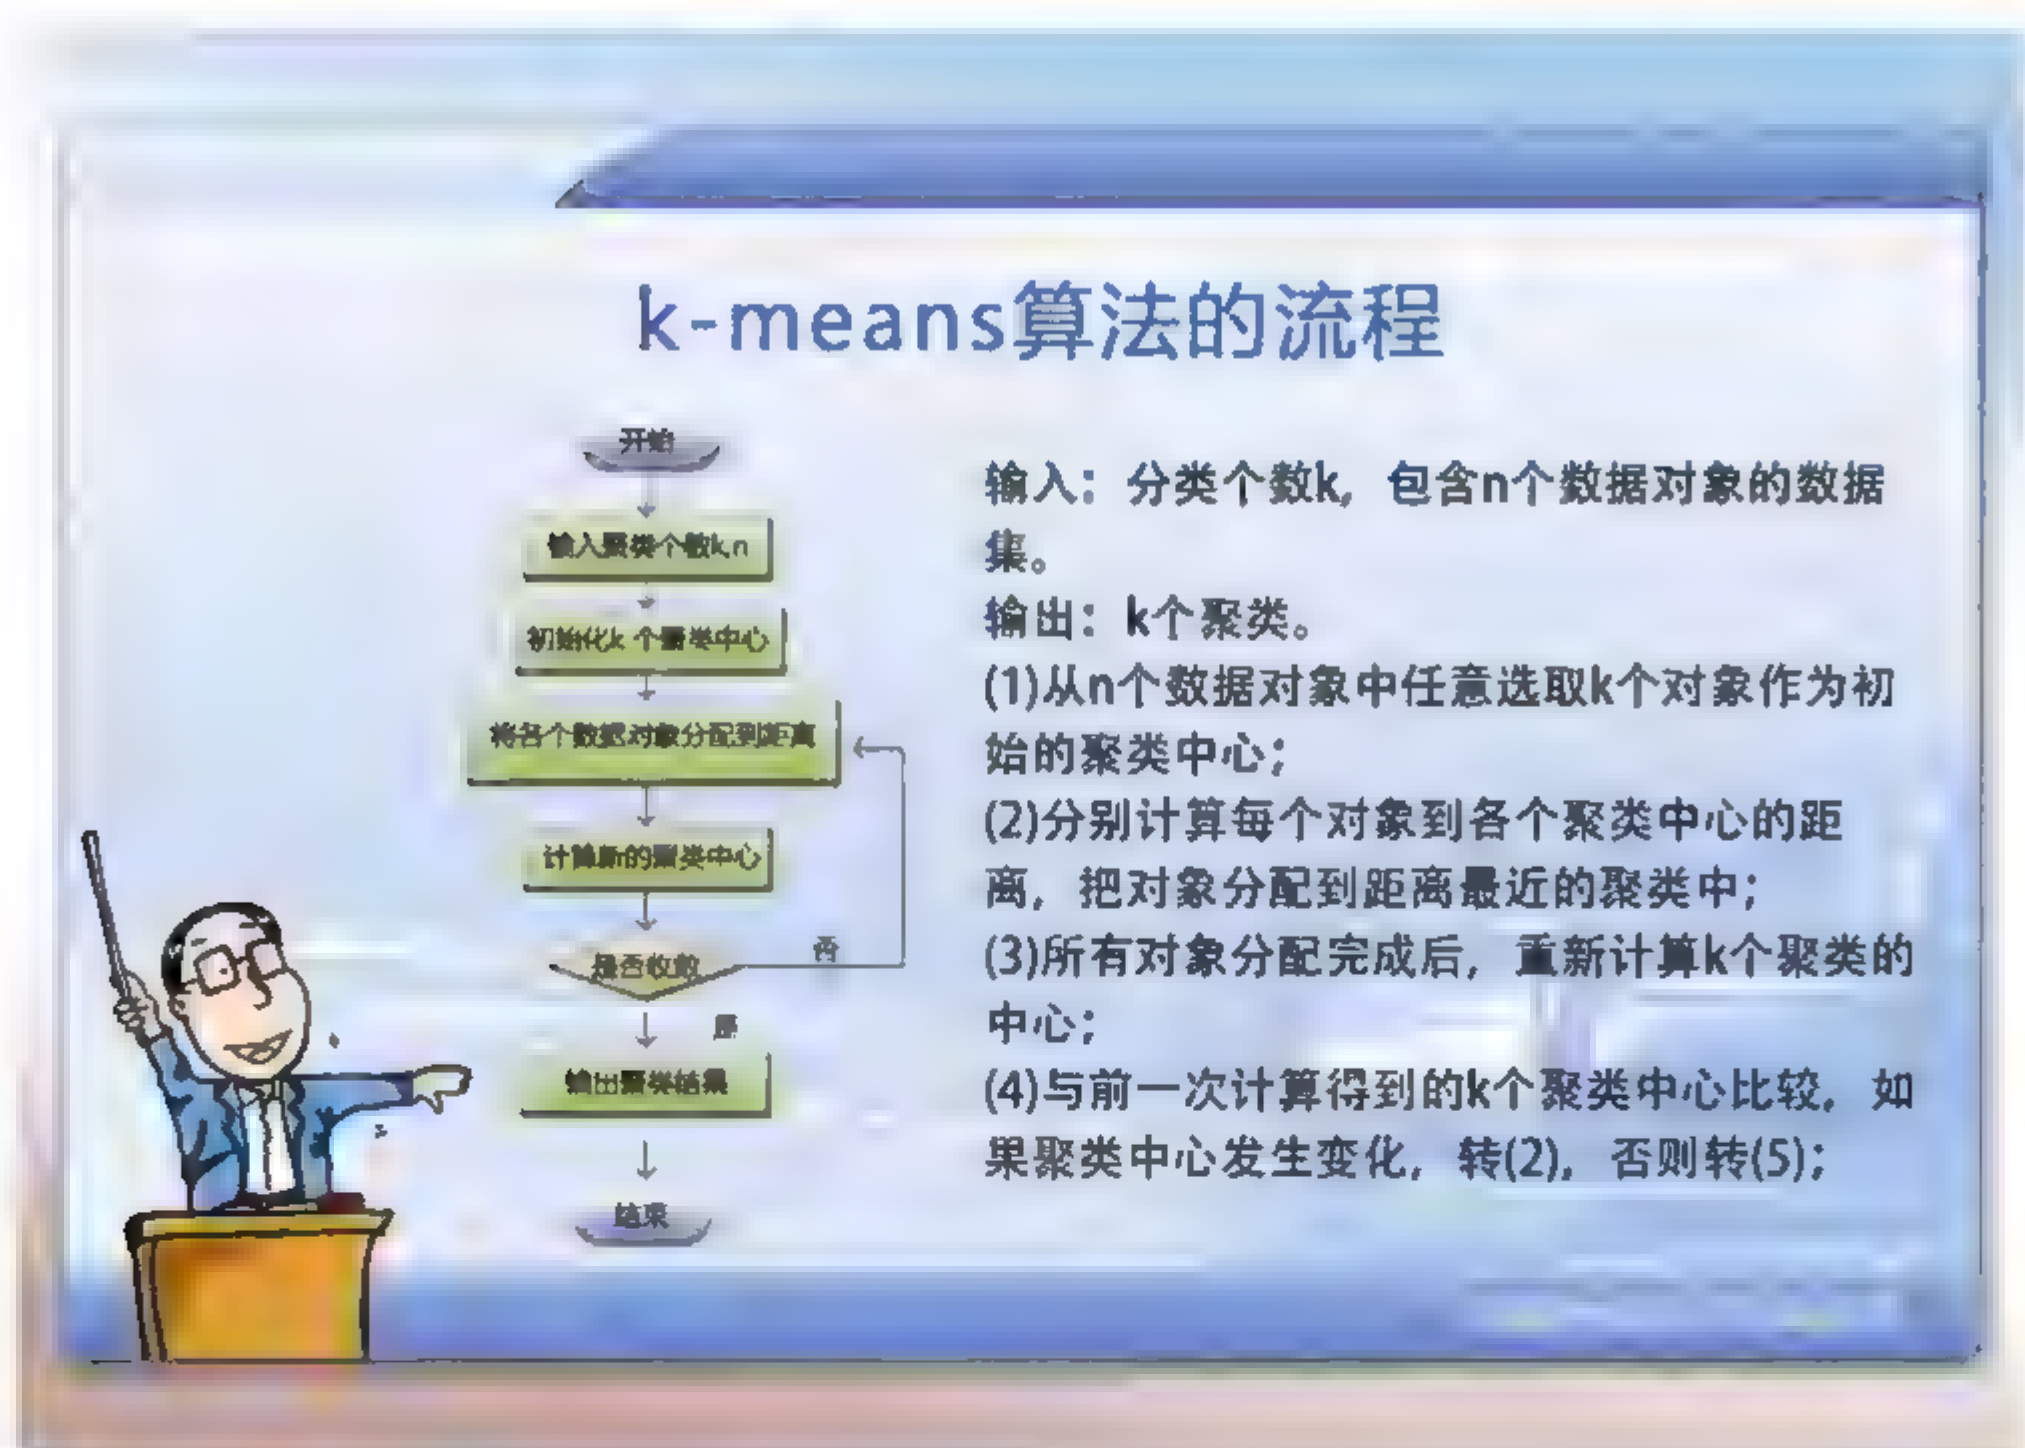 k-means算法的流程
开始
输入聚类个数k,n
初始化k 个聚类中心
将各个数据对象分配到距离
计算新的聚类中心
是否收敛
否
是
输出聚类结果
结束
输入：分类个数k，包含n个数据对象的数据
集。
输出：k个聚类。
(1)从n个数据对象中任意选取k个对象作为初
始的聚类中心；
(2)分别计算每个对象到各个聚类中心的距
离，把对象分配到距离最近的聚类中；
(3)所有对象分配完成后，重新计算k个聚类的
中心；
(4)与前一次计算得到的k个聚类中心比较，如
果聚类中心发生变化，转(2)，否则转(5)；